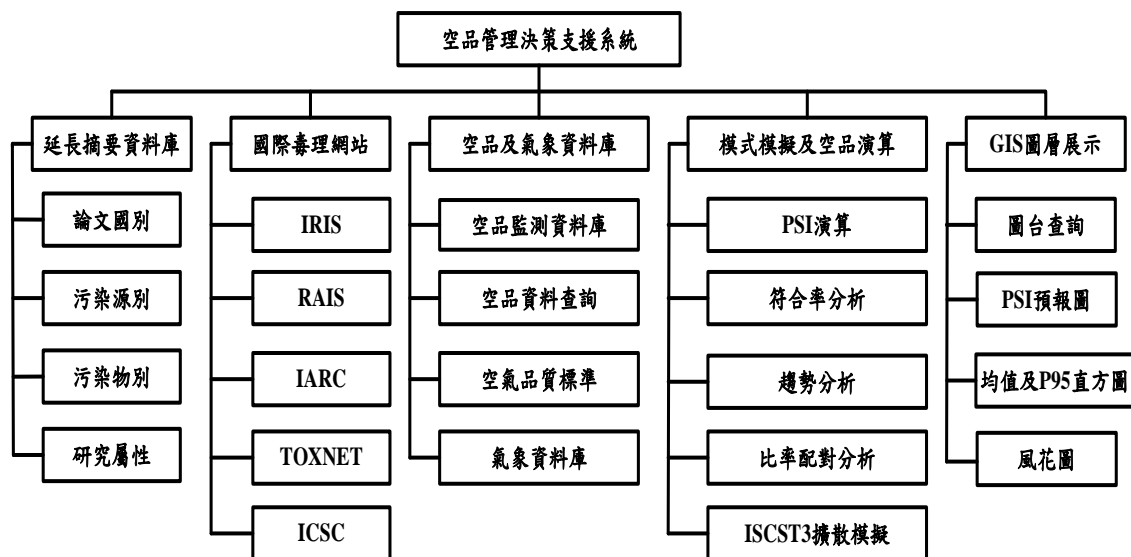 空品管理決策支援系統
延長摘要資料庫
論文國別
污染源別
污染物別
研究屬性
國際毒理網站
IRIS
RAIS
IARC
TOXNET
ICSC
空品及氣象資料庫
空品監測資料庫
空品資料查詢
空氣品質標準
氣象資料庫
模式模擬及空品演算
PSI演算
符合率分析
趨勢分析
比率配對分析
ISCST3擴散模擬
GIS圖層展示
圖台查詢
PSI預報圖
均值及P95直方圖
風花圖